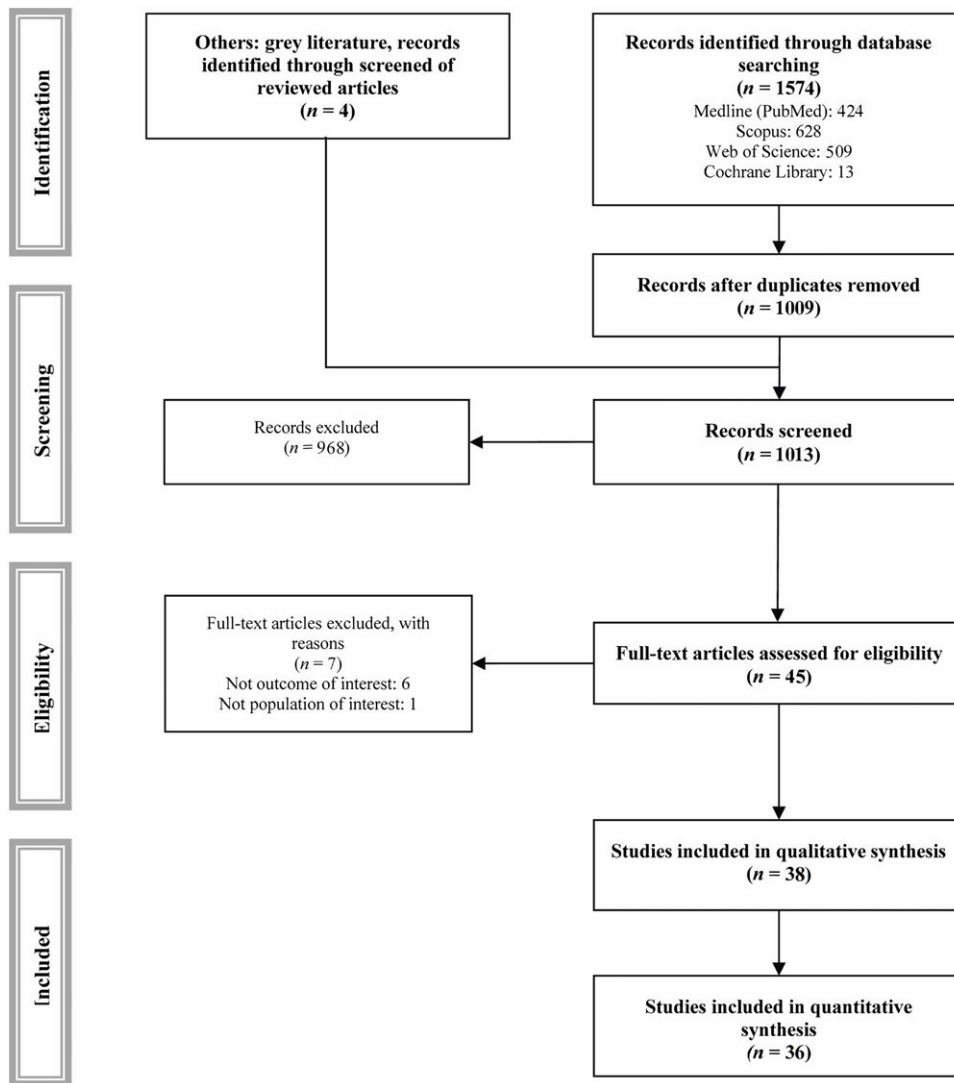 Identification
Others: grey literature, records
identified through screened of
reviewed articles
(n = 4)
Records identified through database
searching
(n = 1574)
Medline (PubMed): 424
Scopus: 628
Web of Science: 509
Cochrane Library: 13
Records after duplicates removed
(n = 1009)
Screening
Records excluded
(n = 968)
Records screened
(n = 1013)
Eligibility
Full-text articles excluded, with
reasons
(n = 7)
Not outcome of interest: 6
Not population of interest: 1
Full-text articles assessed for eligibility
(n = 45)
Included
Studies included in qualitative synthesis
(n = 38)
Studies included in quantitative
synthesis
(n = 36)